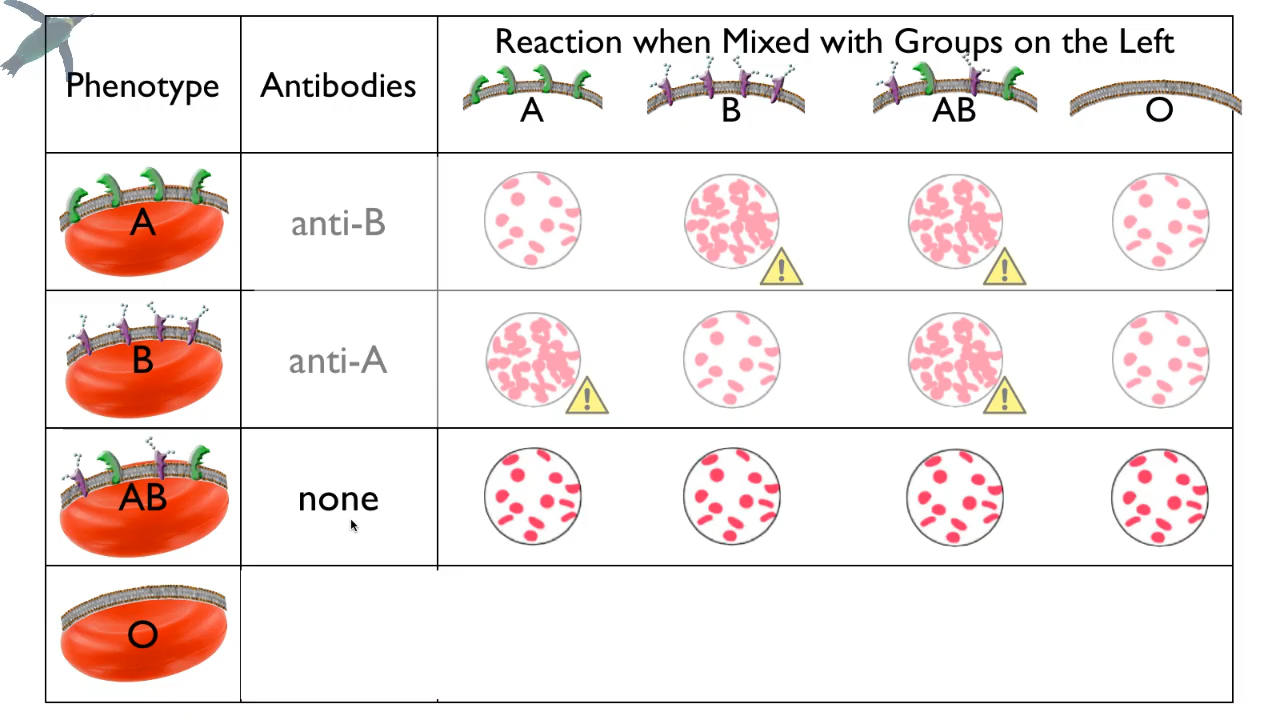 Reaction when Mixed with Groups on the Left
Phenotype Antibodies
A B AB O
A anti-B
B anti-A
AB none
O